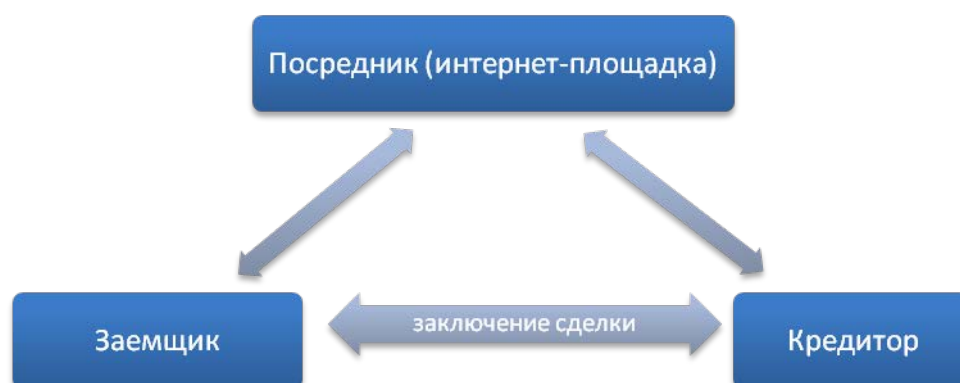 Посредник (интернет-площадка)
Заемщик
заключение сделки
Кредитор